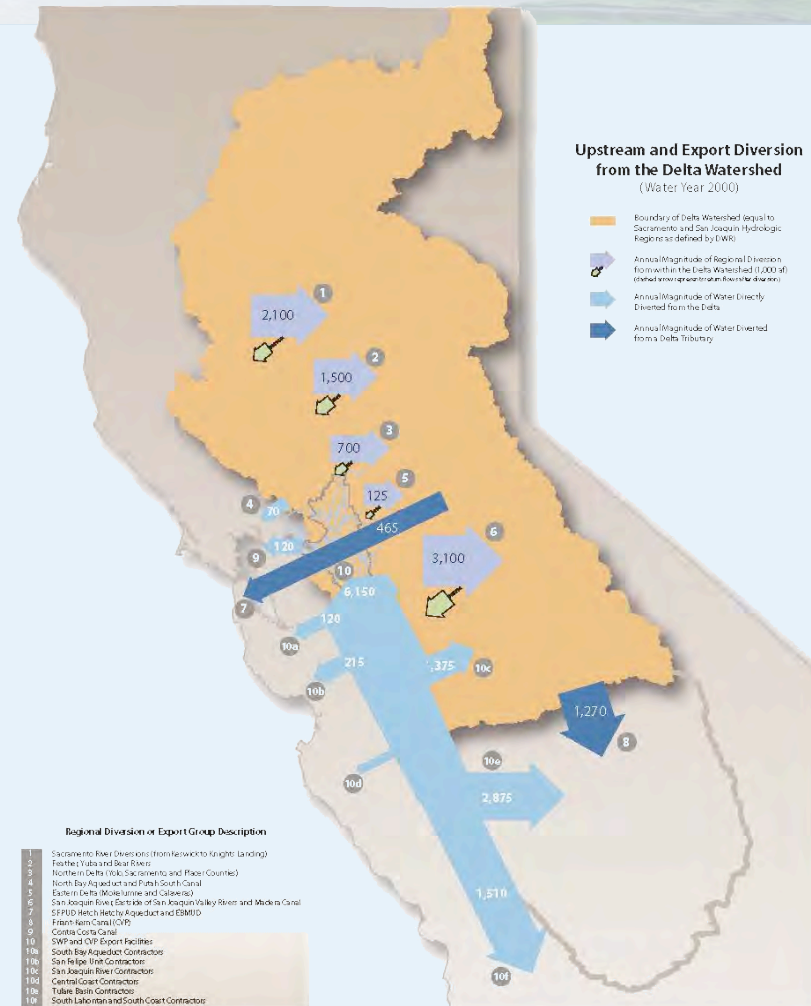 Upstream and Export Diversion
from the Delta Watershed
(Water Year 2000)
Boundary of Delta Watershed (equal to
Sacramento and San Joaquin Hydrologic
Regions as defined by DWR)
Annual Magnitude of Regional Diversion
from within the Delta Watershed (1,000 af)
(dashed arrow represents return flow after diversion)
Annual Magnitude of Water Directly
Diverted from the Delta
Annual Magnitude of Water Diverted
from a Delta Tributary
1
2,100
2
1,500
3
700
5
125
4
70
465
6
9
120
3,100
10
7
6,150
120
10a
215
,375
10c
10b
1,270
8
10e
10d
2,875
1,510
10f
Regional Diversion or Export Group Description
1 Sacramento River Diversions (from Keswick to Knights Landing)
2 Feather, Yuba and Bear Rivers
3 Northern Delta (Yolo, Sacramento and Placer Counties)
4 North Bay Aqueduct and Putah South Canal
5 Eastern Delta (Mokelumne and Calaveras)
6 San Joaquin River, Eastside of San Joaquin Valley Rivers and Madera Canal
7 SFPUD Hetch Hetchy Aqueduct and EBMUD
8 Friant-Kern Canal (CVP)
9 Contra Costa Canal
10 SWP and CVP Export Facilities
10a South Bay Aqueduct Contractors
10b San Felipe Unit Contractors
10c San Joaquin River Contractors
10d Central Coast Contractors
10e Tulare Basin Contractors
10f South Lahontan and South Coast Contractors